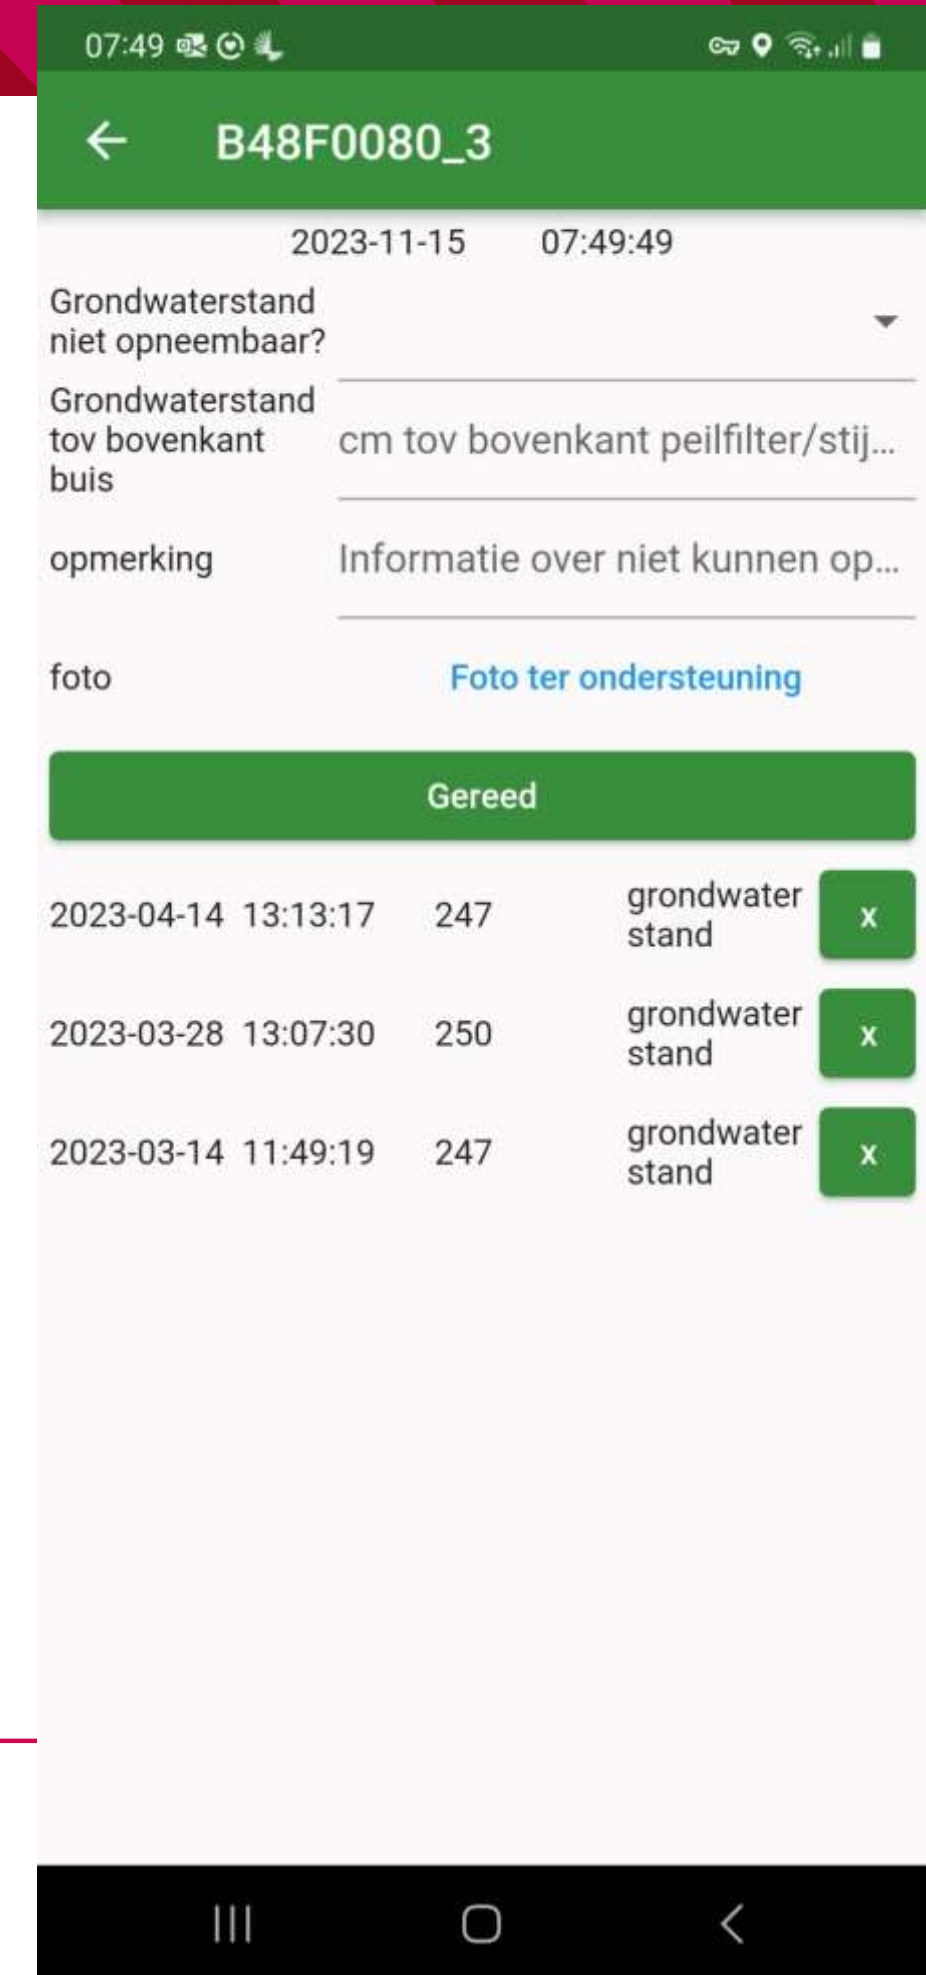 07:49
B48F0080_3
2023-11-15 07:49:49
Grondwaterstand
niet opneembaar?
Grondwaterstand
tov bovenkant
buis
cm tov bovenkant peilfilter/stij...
opmerking
Informatie over niet kunnen op...
foto
Foto ter ondersteuning
Gereed
2023-04-14 13:13:17 247 grondwater
stand
x
2023-03-28 13:07:30 250 grondwater
stand
x
2023-03-14 11:49:19 247 grondwater
stand
x